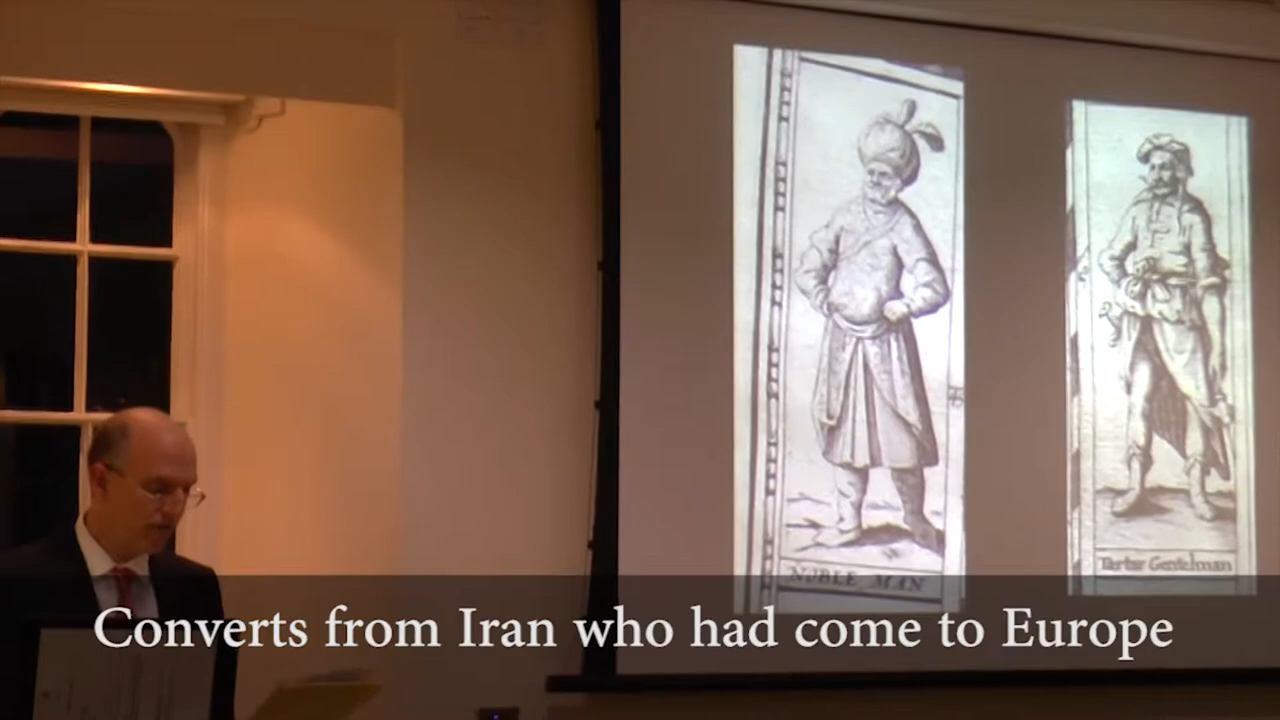 NOBLE MAN
Tartar Gentelman
Converts from Iran who had come to Europe